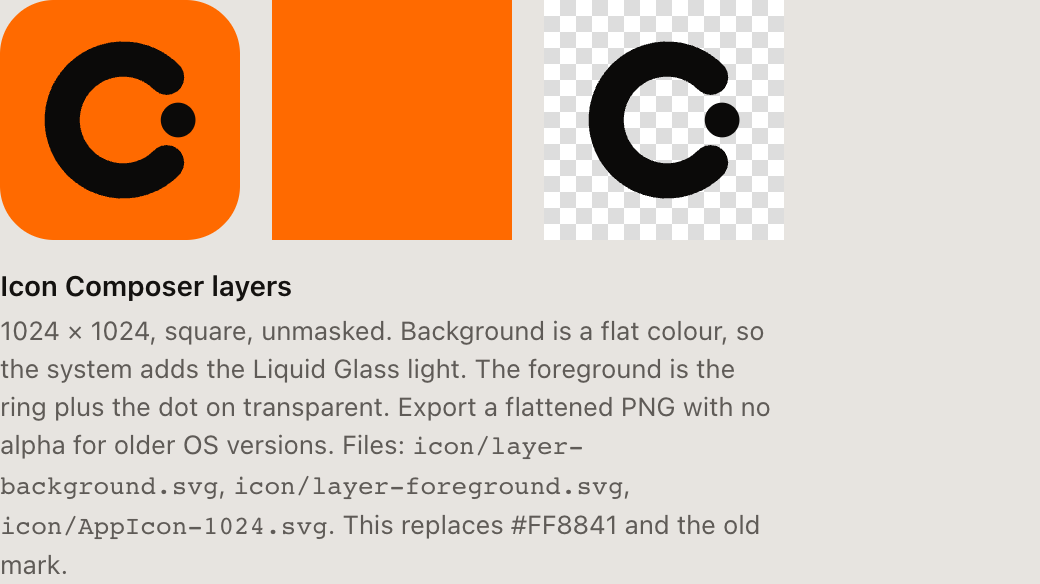 Icon Composer layers
1024 × 1024, square, unmasked. Background is a flat colour, so
the system adds the Liquid Glass light. The foreground is the
ring plus the dot on transparent. Export a flattened PNG with no
alpha for older OS versions. Files: icon/layer-
background.svg, icon/layer-foreground.svg,
icon/AppIcon-1024.svg. This replaces #FF8841 and the old
mark.